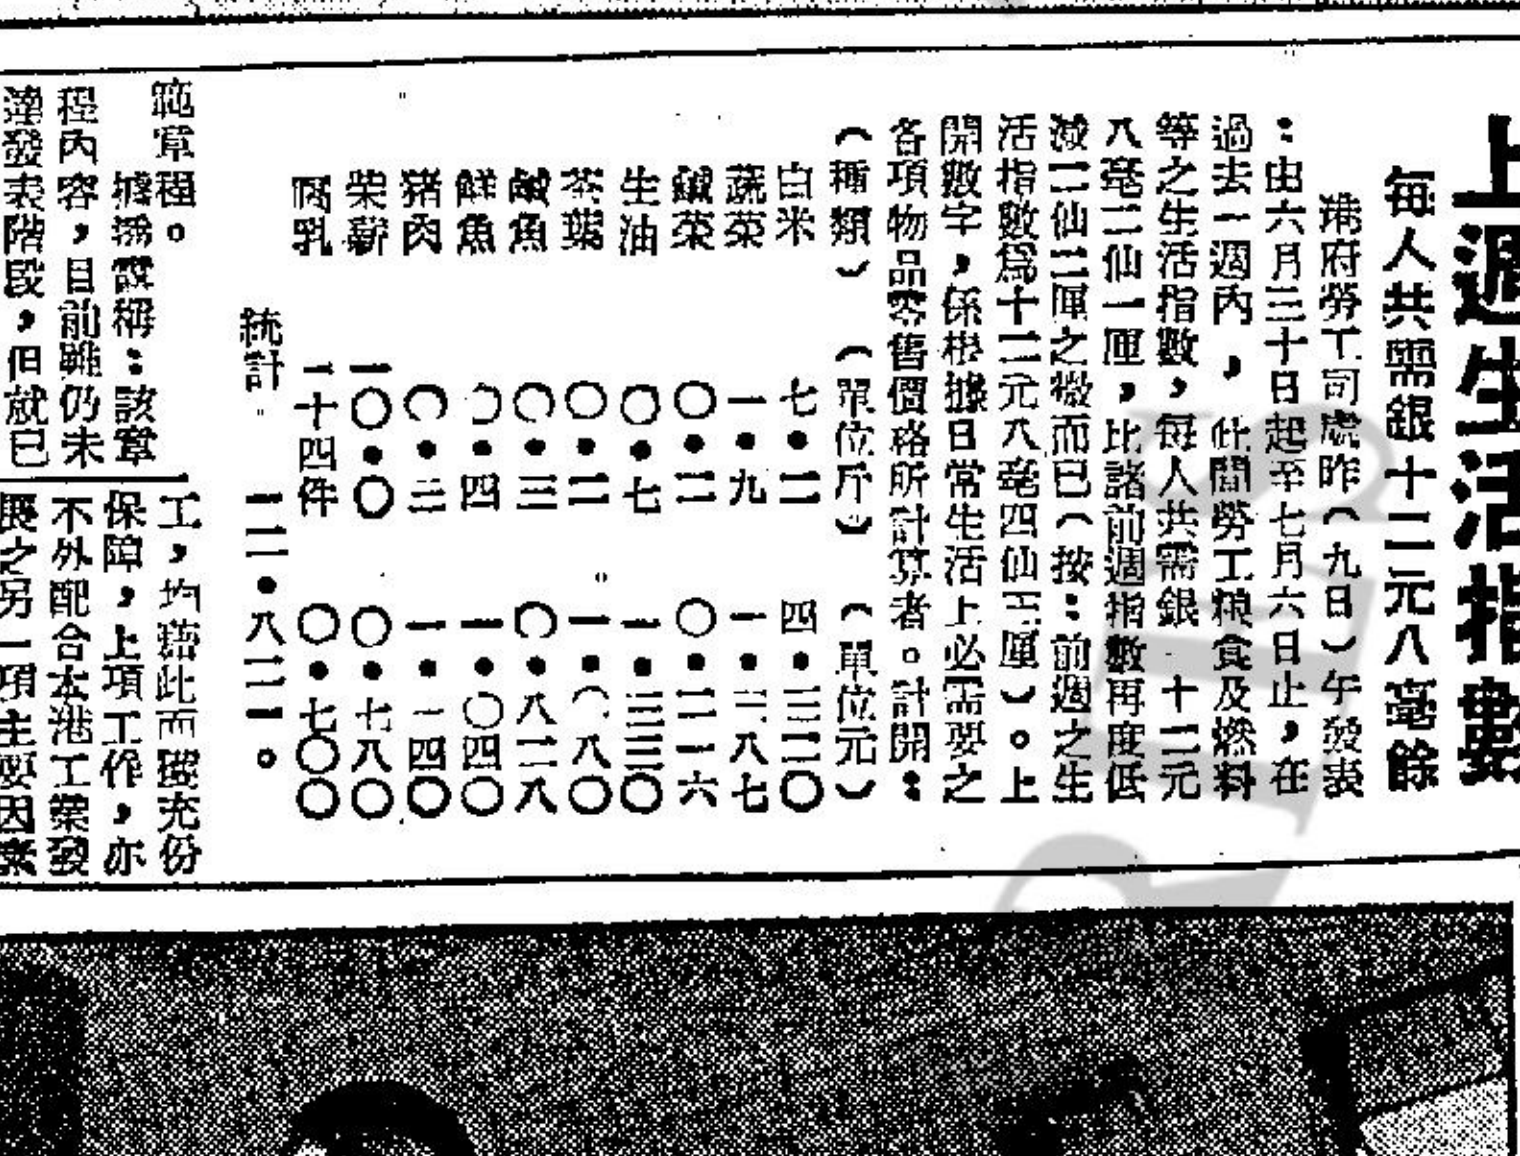 上週生活指數
每人共需銀十二元八毫餘
港府勞工司處昨（九日）午發表
：由六月三十日起至七月六日止，在
過去一週內，此間勞工粮食及燃料
等之生活指數，每人共需銀十二元
八毫二仙一厘，比諸前週指數再度低
減二仙二厘之微而已（按：前週之生
活指數為十二元八毫四仙三厘）。上
開數字，係根據日常生活上必需要之
各項物品零售價格所計算者。計開：
（種類）（單位斤）（單位元）
白米 七•二 四•三二〇
蔬菜 一•九 一•二八七
鹹菜 〇•二 〇•二一六
生油 〇•七 一•三三〇
茶葉 〇•二 一•〇八〇
鹹魚 〇•三 〇•八二八
鮮魚 〇•四 一•〇四〇
猪肉 〇•三 一•一四〇
柴薪 一〇•〇 〇•七八〇
腐乳 二十四件 〇•七〇〇
統計 一二•八二一。
範章程。
據透露稱：該章
程內容，目前雖仍未
達發表階段，但就已
工，均藉此而獲充份
保障，上項工作，亦
不外配合本港工業發
展之另一項主要因素